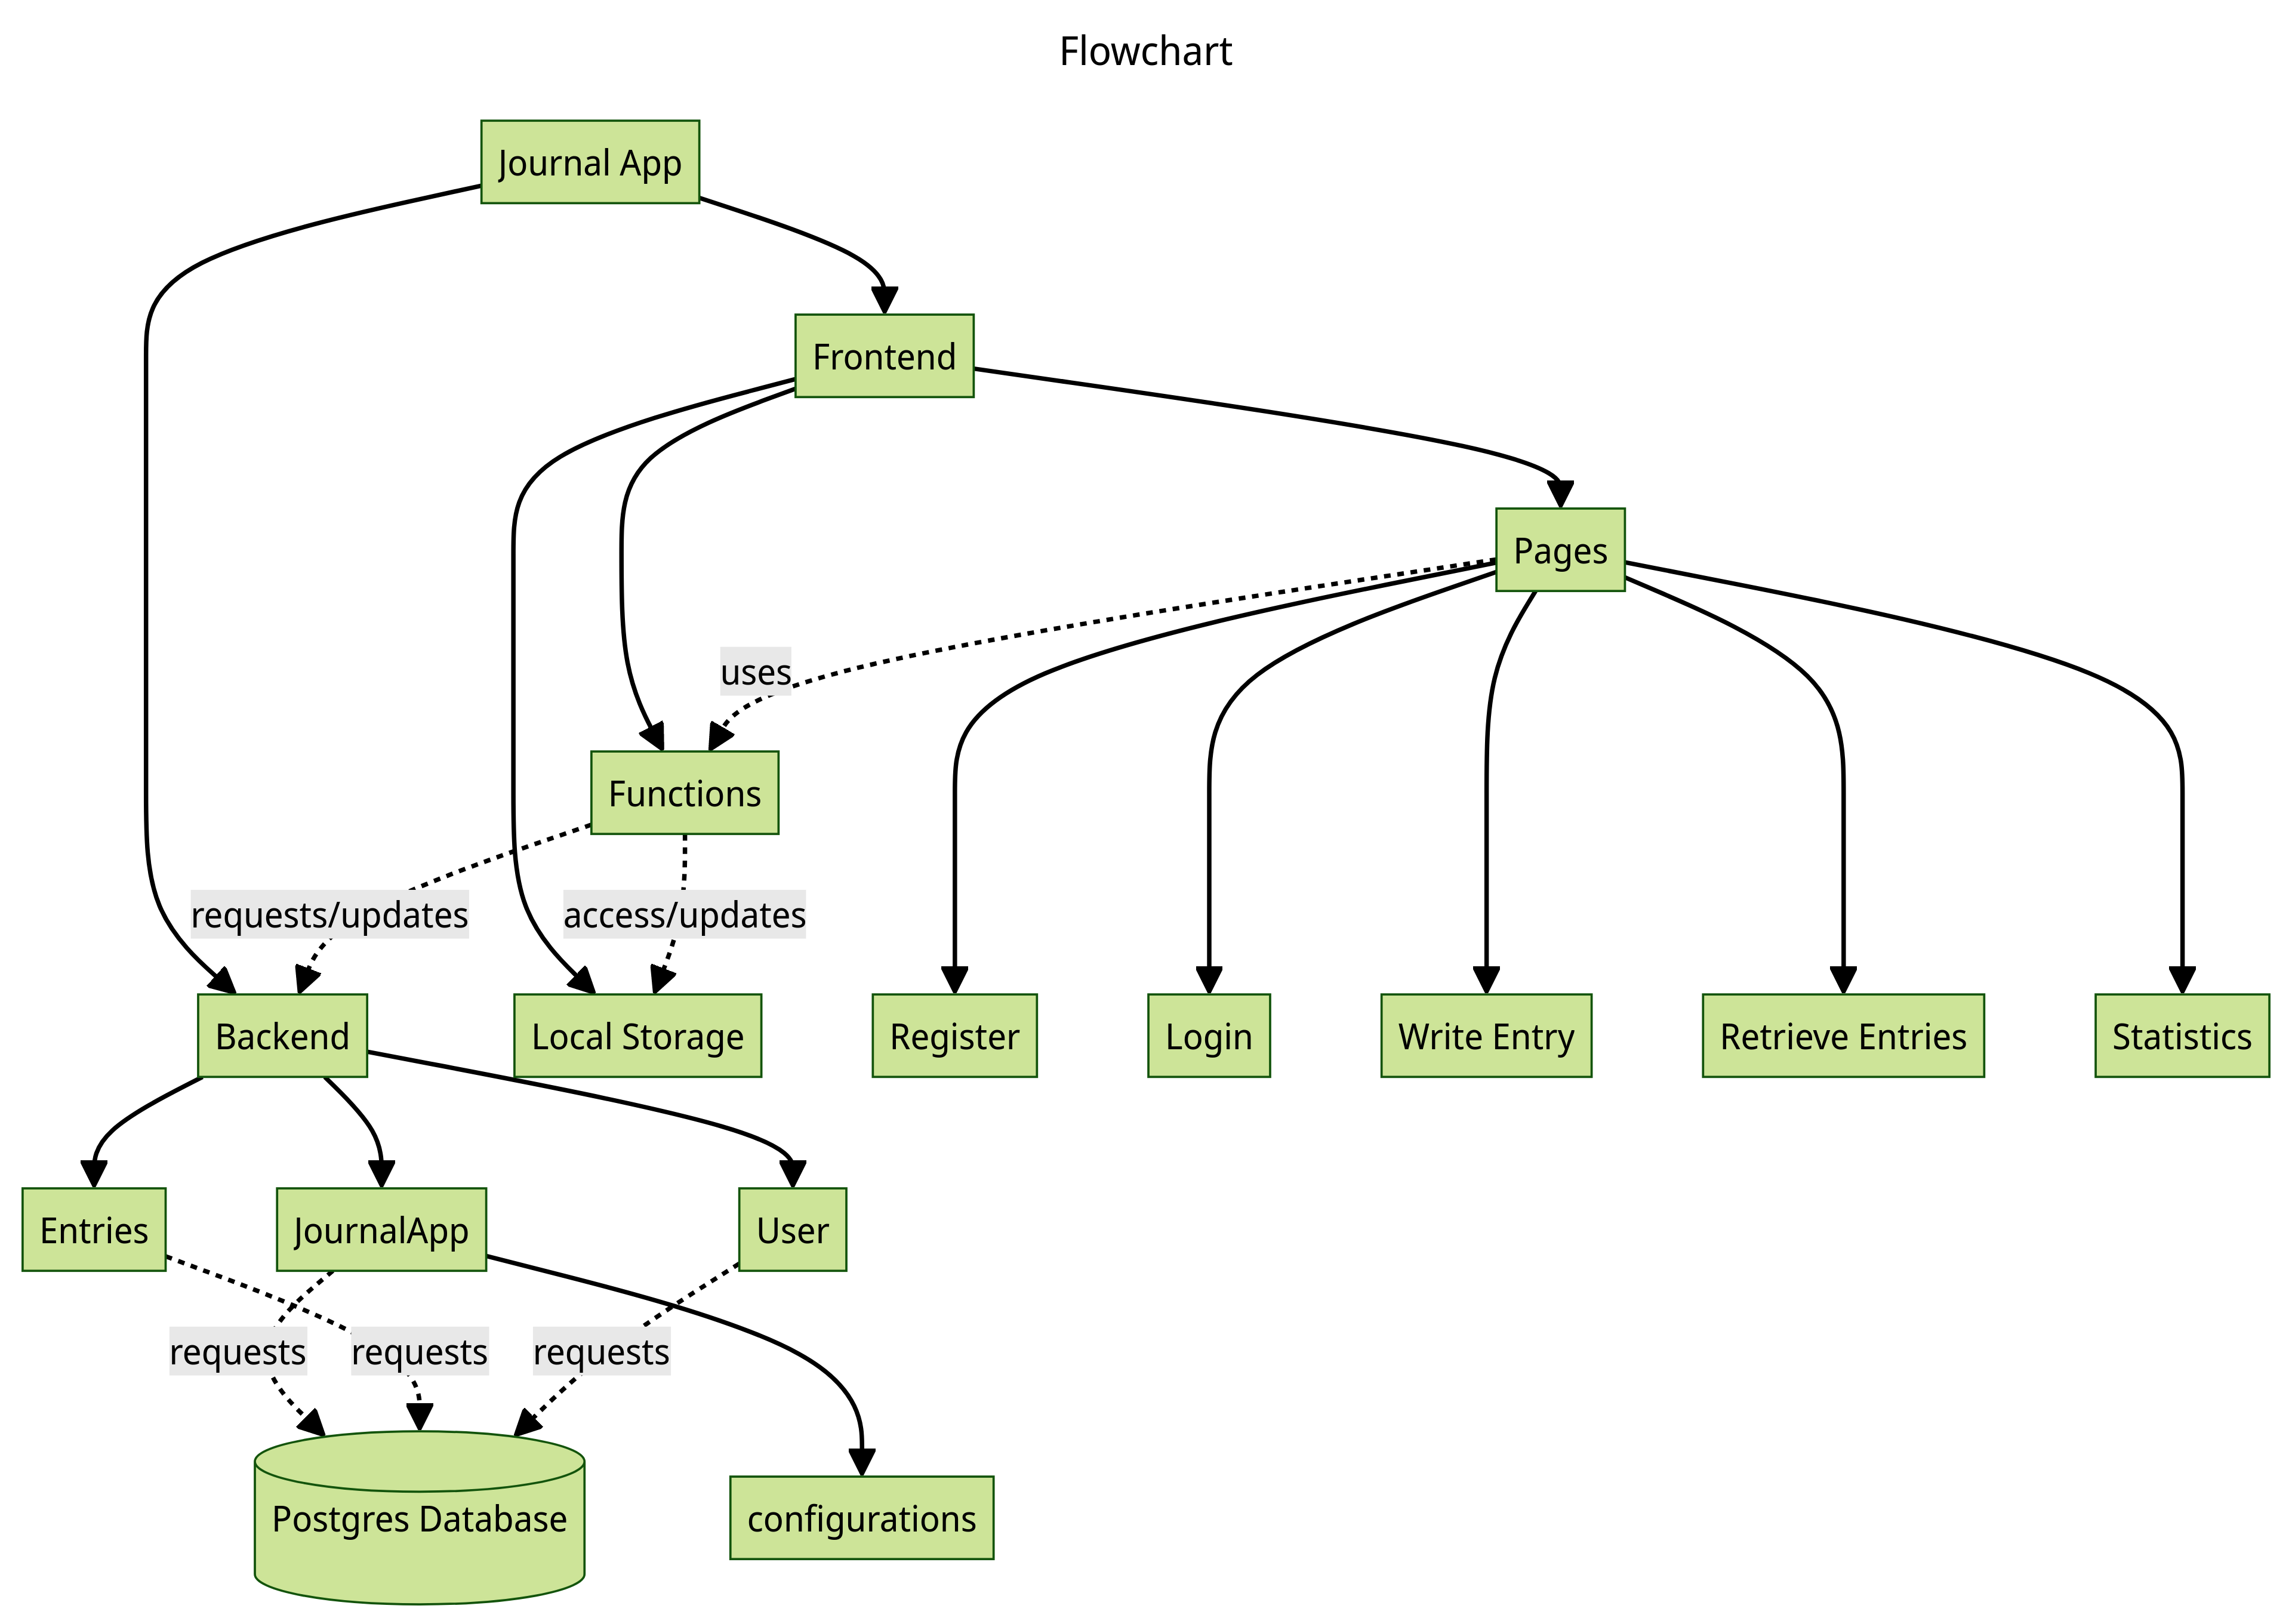 Flowchart
Journal App
Frontend
Pages
uses
Functions
requests/updates
access/updates
Backend
Local Storage
Register
Login
Write Entry
Retrieve Entries
Statistics
Entries
JournalApp
User
requests
requests
requests
Postgres Database
configurations